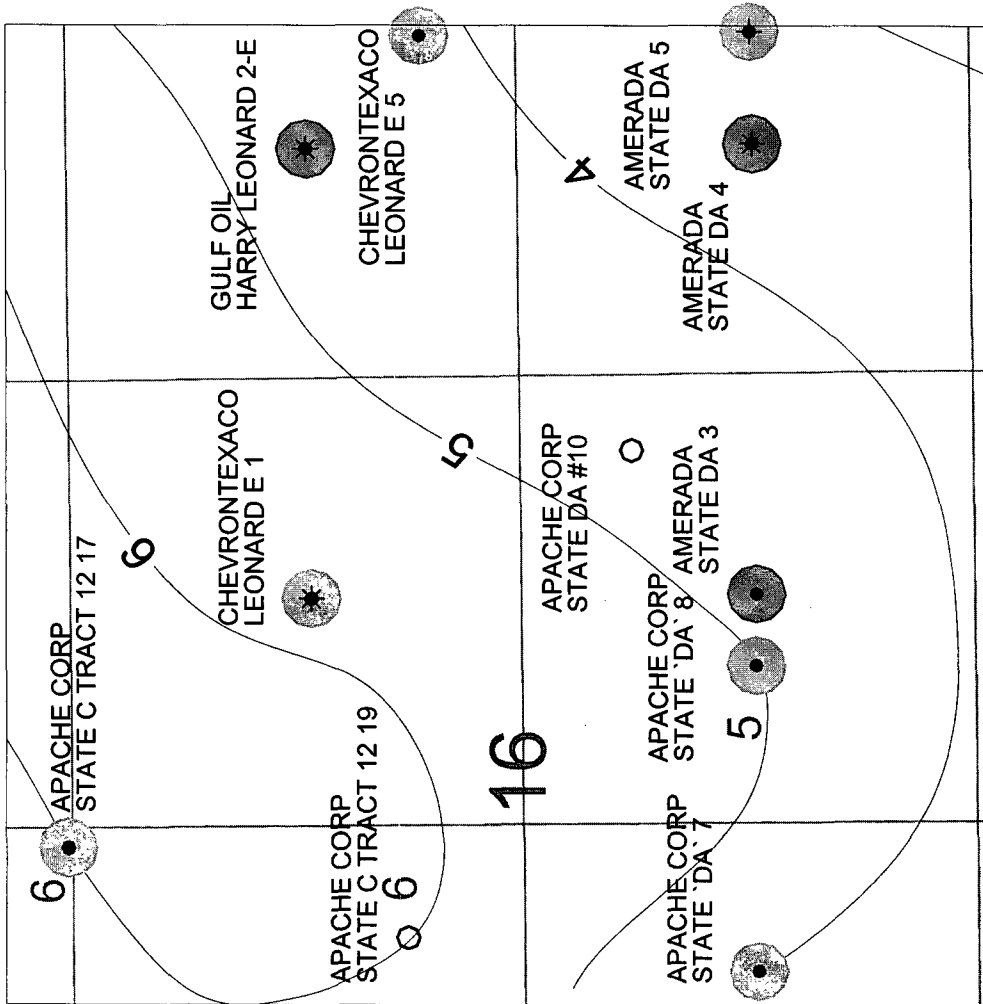 GULF OIL
HARRY LEONARD 2-E
CHEVRONTEXACO
LEONARD E 5
AMERADA
STATE DA 5
4
AMERADA
STATE DA 4
6
CHEVRONTEXACO
LEONARD E 1
5
APACHE CORP
STATE DA #10
AMERADA
STATE DA 3
APACHE CORP
STATE C TRACT 12 17
6
APACHE CORP
STATE C TRACT 12 19
6
16
APACHE CORP
STATE `DA` 8
5
APACHE CORP
STATE `DA` 7